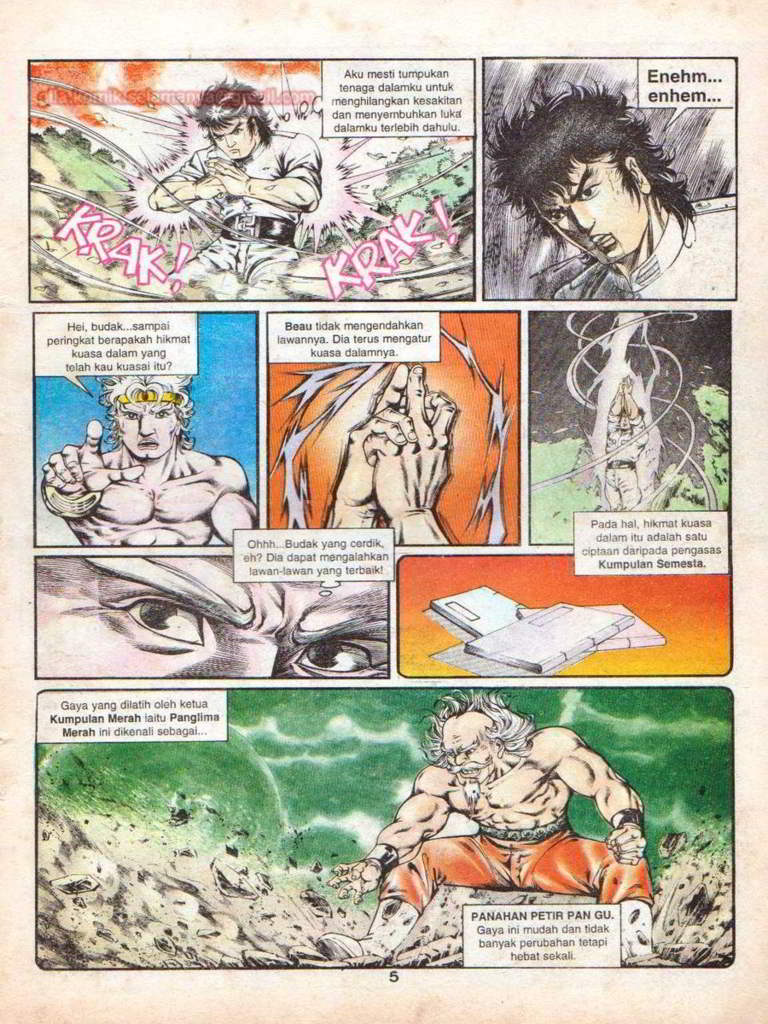 Aku mesti tumpukan
tenaga dalamku untuk
menghilangkan kesakitan
dan menyembuhkan luka
dalamku terlebih dahulu.
KRAK!
KRAK!
Enehm...
enhem...
Hei, budak...sampai
peringkat berapakah hikmat
kuasa dalam yang
telah kau kuasai itu?
Beau tidak mengendahkan
lawannya. Dia terus mengatur
kuasa dalamnya.
Pada hal, hikmat kuasa
dalam itu adalah satu
ciptaan daripada pengasas
Kumpulan Semesta.
Ohhh...Budak yang cerdik,
eh? Dia dapat mengalahkan
lawan-lawan yang terbaik!
Gaya yang dilatih oleh ketua
Kumpulan Merah iaitu Panglima
Merah ini dikenali sebagai...
PANAHAN PETIR PAN GU.
Gaya ini mudah dan tidak
banyak perubahan tetapi
hebat sekali.
5